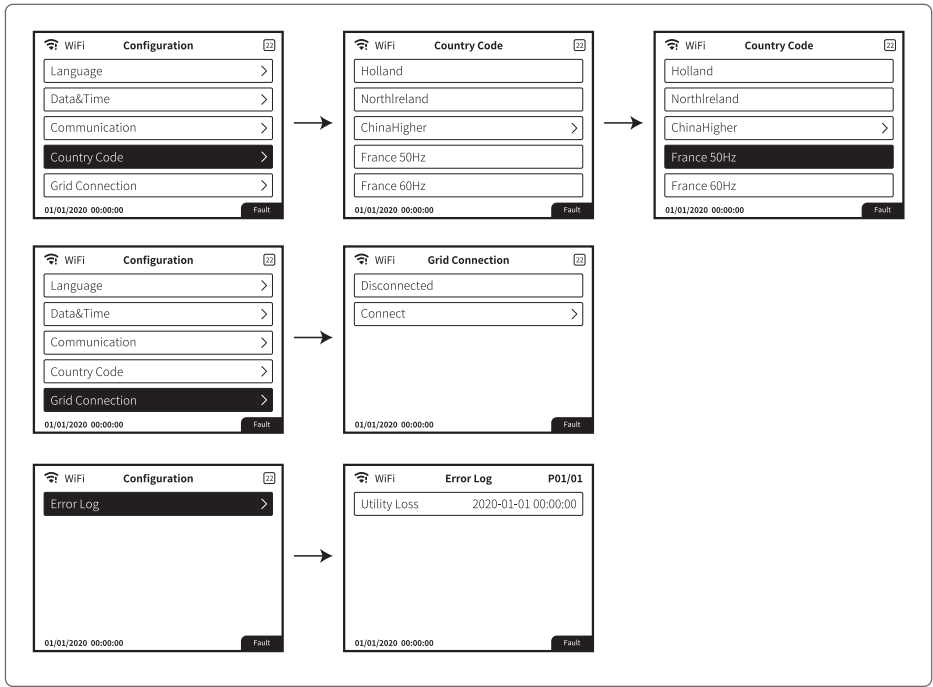 WiFi Configuration 22
Language
Data&Time
Communication
Country Code
Grid Connection
01/01/2020 00:00:00 Fault
WiFi Country Code 22
Holland
NorthIreland
ChinaHigher
France 50Hz
France 60Hz
01/01/2020 00:00:00 Fault
WiFi Country Code 22
Holland
NorthIreland
ChinaHigher
France 50Hz
France 60Hz
01/01/2020 00:00:00 Fault
WiFi Configuration 22
Language
Data&Time
Communication
Country Code
Grid Connection
01/01/2020 00:00:00 Fault
WiFi Grid Connection 22
Disconnected
Connect
01/01/2020 00:00:00 Fault
WiFi Configuration 22
Error Log
01/01/2020 00:00:00 Fault
WiFi Error Log P01/01
Utility Loss 2020-01-01 00:00:00
01/01/2020 00:00:00 Fault